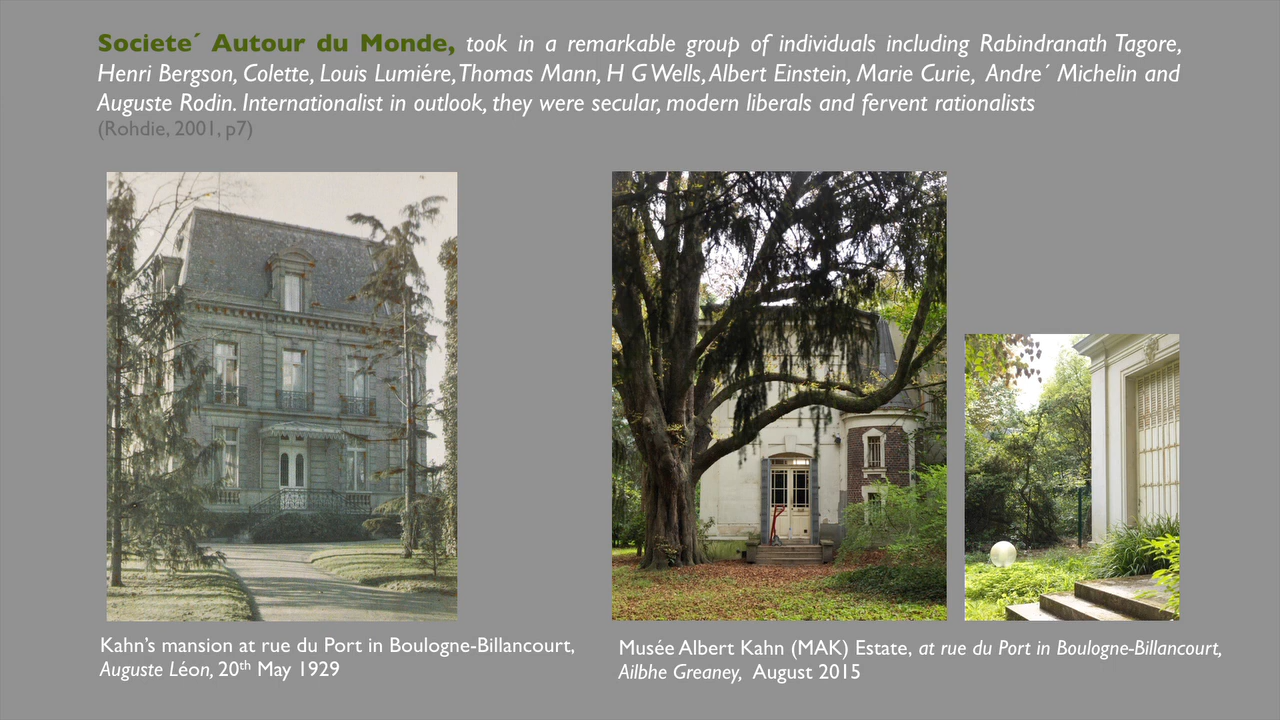 Societe´ Autour du Monde, took in a remarkable group of individuals including Rabindranath Tagore,
Henri Bergson, Colette, Louis Lumiére, Thomas Mann, H G Wells, Albert Einstein, Marie Curie, Andre´ Michelin and
Auguste Rodin. Internationalist in outlook, they were secular, modern liberals and fervent rationalists
(Rohdie, 2001, p7)
Kahn's mansion at rue du Port in Boulogne-Billancourt,
Auguste Léon, 20th May 1929
Musée Albert Kahn (MAK) Estate, at rue du Port in Boulogne-Billancourt,
Ailbhe Greaney, August 2015